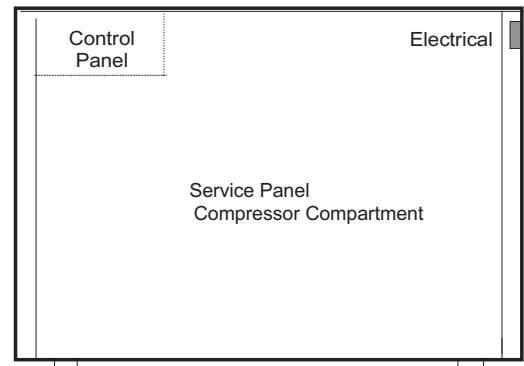 Control
Panel
Electrical
Service Panel
Compressor Compartment